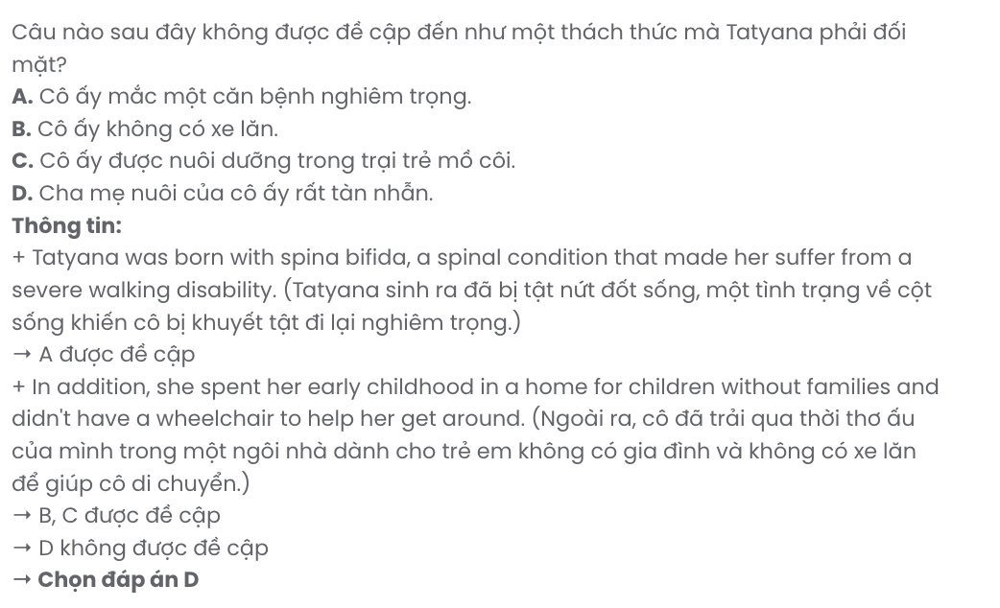 Câu nào sau đây không được đề cập đến như một thách thức mà Tatyana phải đối
mặt?
A. Cô ấy mắc một căn bệnh nghiêm trọng.
B. Cô ấy không có xe lăn.
C. Cô ấy được nuôi dưỡng trong trại trẻ mồ côi.
D. Cha mẹ nuôi của cô ấy rất tàn nhẫn.
Thông tin:
+ Tatyana was born with spina bifida, a spinal condition that made her suffer from a
severe walking disability. (Tatyana sinh ra đã bị tật nứt đốt sống, một tình trạng về cột
sống khiến cô bị khuyết tật đi lại nghiêm trọng.)
→ A được đề cập
+ In addition, she spent her early childhood in a home for children without families and
didn't have a wheelchair to help her get around. (Ngoài ra, cô đã trải qua thời thơ ấu
của mình trong một ngôi nhà dành cho trẻ em không có gia đình và không có xe lăn
để giúp cô di chuyển.)
→ B, C được đề cập
→ D không được đề cập
→ Chọn đáp án D